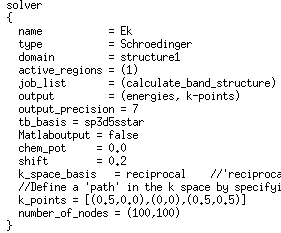 solver
{
name = Ek
type = Schroedinger
domain = structure1
active_regions = (1)
job_list = (calculate_band_structure)
output = (energies, k-points)
output_precision = 7
tb_basis = sp3d5sstar
Matlaboutput = false
chem_pot = 0.0
shift = 0.2
k_space_basis = reciprocal //'reciproca
//Define a 'path' in the k space by specifyi
k_points = [(0.5,0.0),(0,0),(0.5,0.5)]
number_of_nodes = (100,100)
}